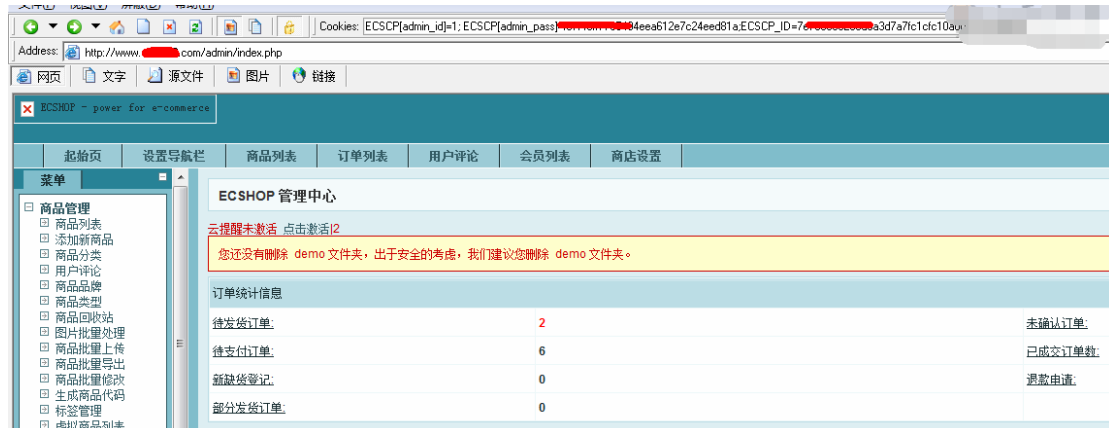 Cookies: ECSCP[admin_id]=1; ECSCP[admin_pass] eea612e7c24eed81a;ECSCP_ID= a3d7a7fc1cfc10a
Address: http://www. .com/admin/index.php
网页 文字 源文件 图片 链接
ECSHOP - power for e-commerce
起始页 设置导航栏 商品列表 订单列表 用户评论 会员列表 商店设置
菜单
ECSHOP 管理中心
商品管理
商品列表
添加新商品
商品分类
用户评论
商品品牌
商品类型
商品回收站
图片批量处理
商品批量上传
商品批量导出
商品批量修改
生成商品代码
标签管理
虚拟商品列表
云提醒未激活 点击激活|2
您还没有删除 demo 文件夹，出于安全的考虑，我们建议您删除 demo 文件夹。
订单统计信息
待发货订单: 2 未确认订单:
待支付订单: 6 已成交订单数:
新缺货登记: 0 退款申请:
部分发货订单: 0